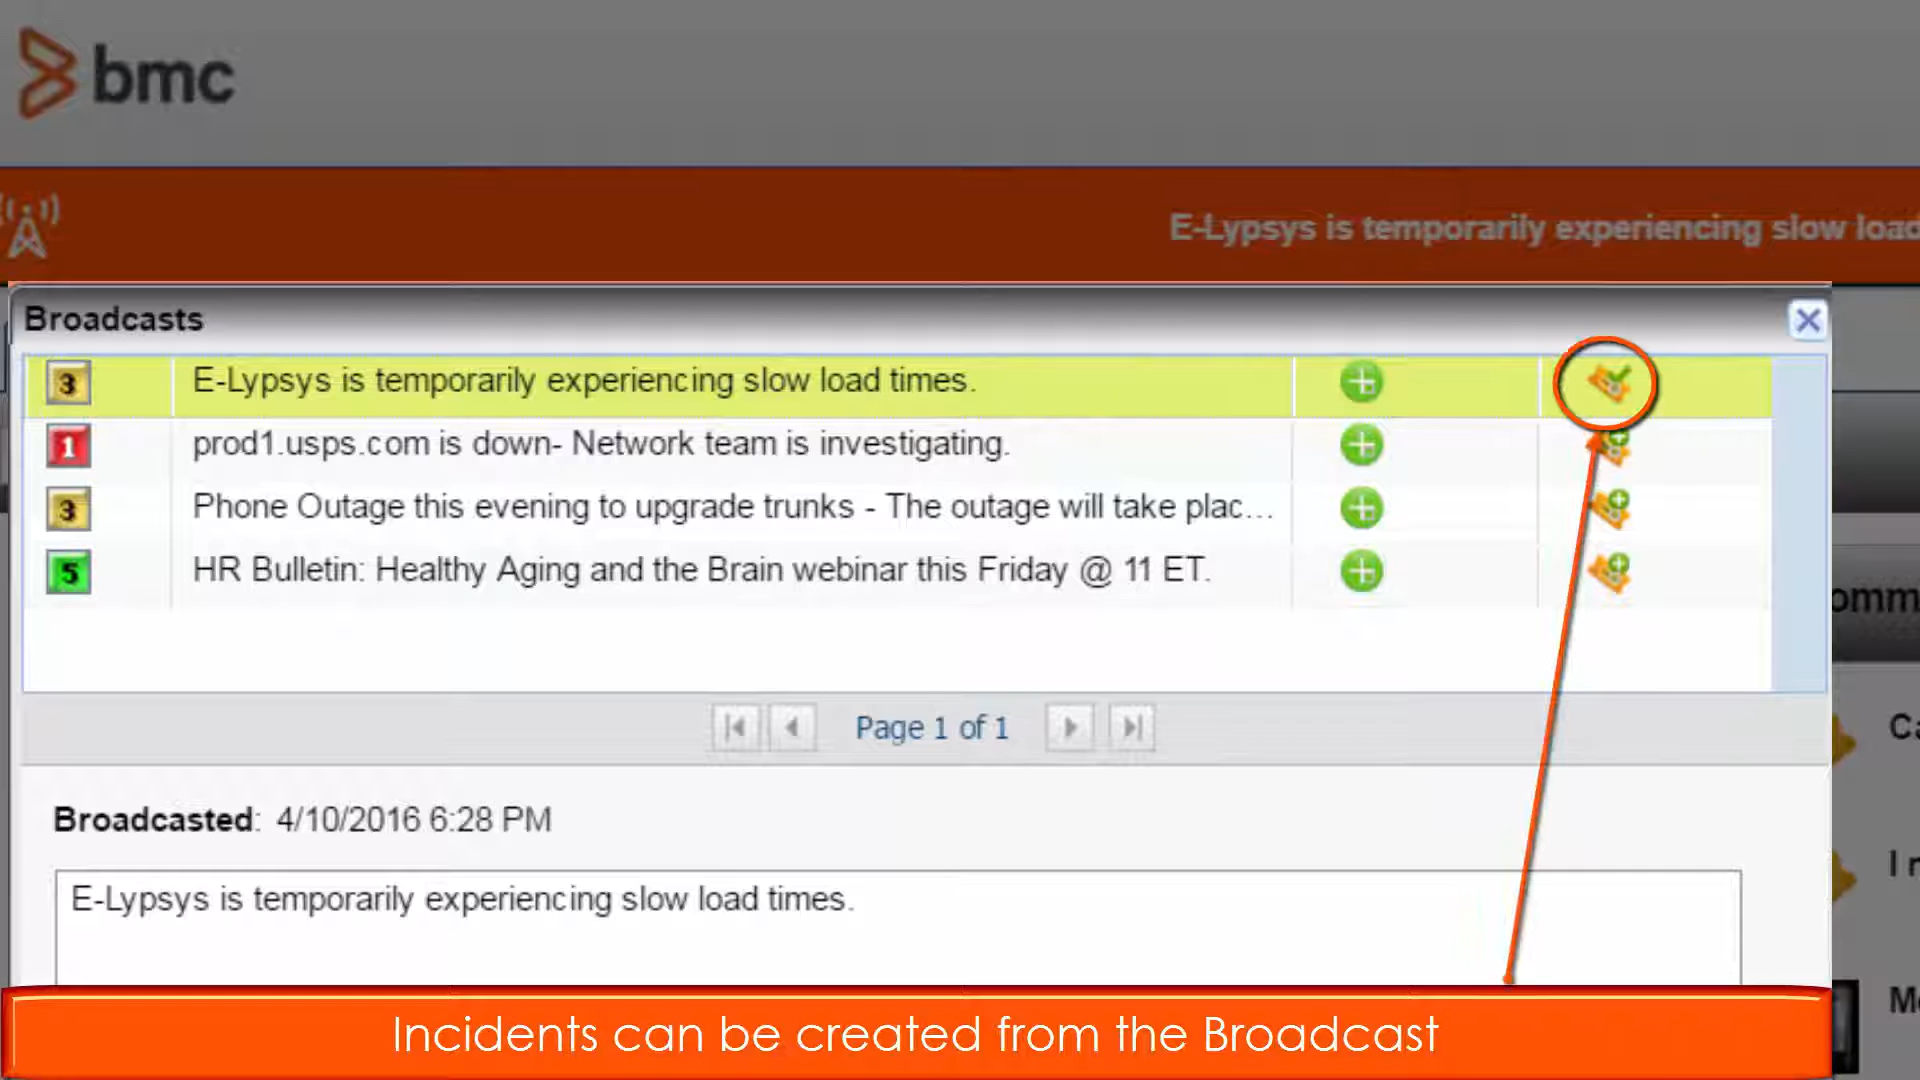 bmc
E-Lypsys is temporarily experiencing slow load
Broadcasts
3 E-Lypsys is temporarily experiencing slow load times.
1 prod1.usps.com is down- Network team is investigating.
3 Phone Outage this evening to upgrade trunks - The outage will take plac...
5 HR Bulletin: Healthy Aging and the Brain webinar this Friday @ 11 ET.
Page 1 of 1
Broadcasted: 4/10/2016 6:28 PM
E-Lypsys is temporarily experiencing slow load times.
Incidents can be created from the Broadcast